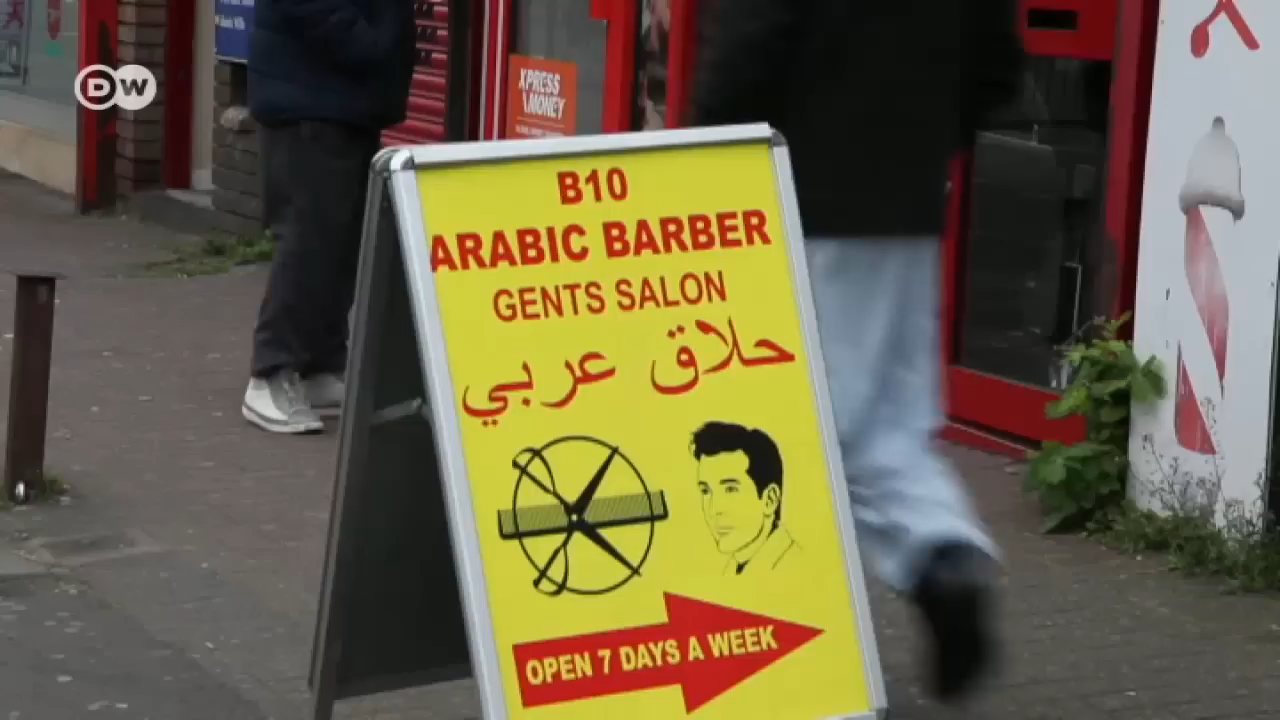 DW
XPRESS
MONEY
B10
ARABIC BARBER
GENTS SALON
حلاق عربي
OPEN 7 DAYS A WEEK